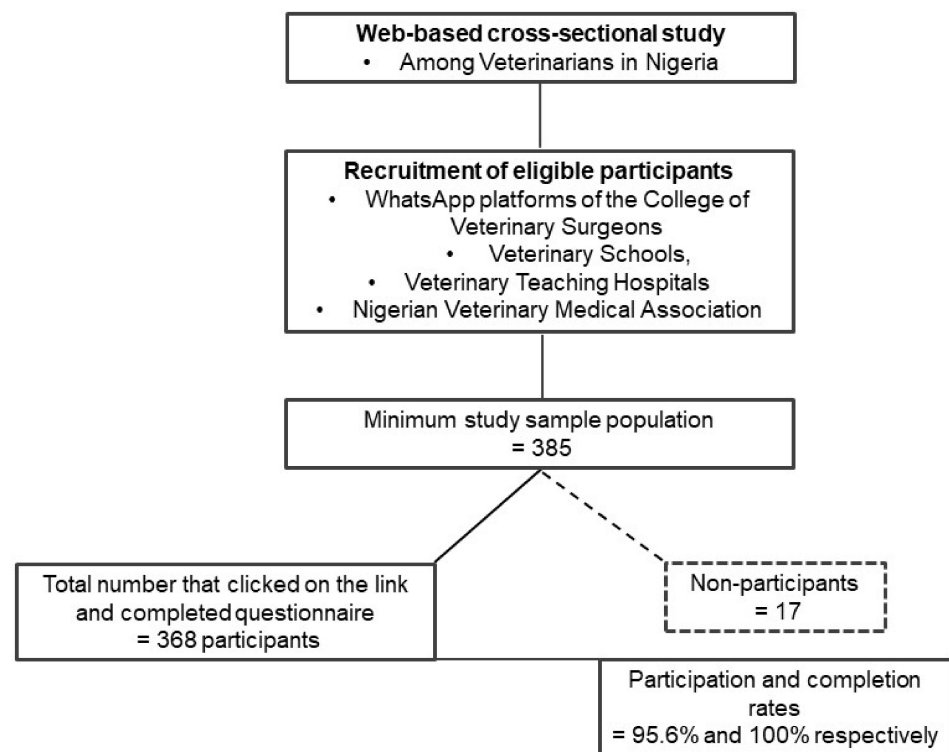 Web-based cross-sectional study
• Among Veterinarians in Nigeria
Recruitment of eligible participants
• WhatsApp platforms of the College of
Veterinary Surgeons
• Veterinary Schools,
• Veterinary Teaching Hospitals
• Nigerian Veterinary Medical Association
Minimum study sample population
= 385
Total number that clicked on the link
and completed questionnaire
= 368 participants
Non-participants
= 17
Participation and completion
rates
= 95.6% and 100% respectively